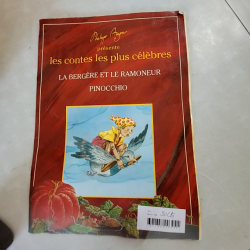 présente
les contes les plus célèbres
LA BERGÈRE ET LE RAMONEUR
PINOCCHIO